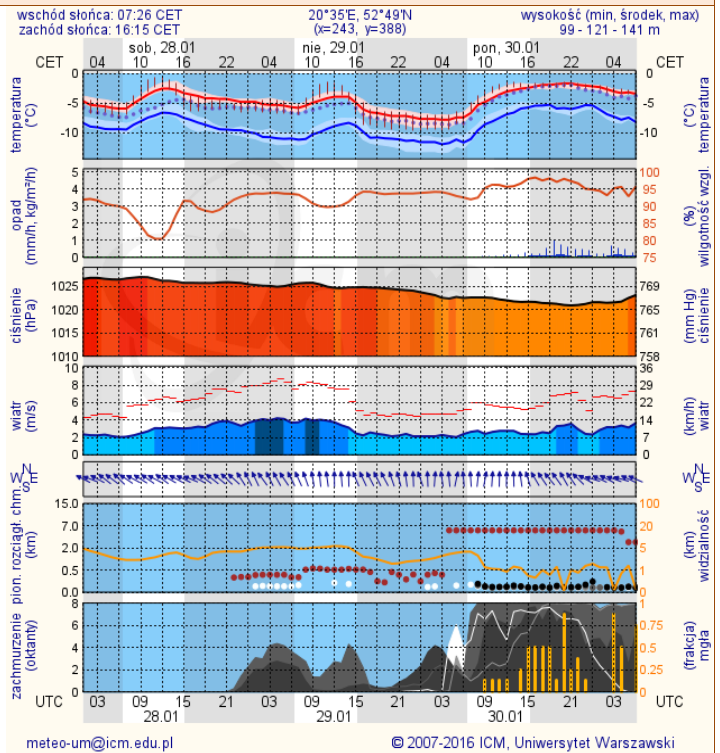 wschód słońca: 07:26 CET 20°35'E, 52°49'N wysokość (min, środek, max)
zachód słońca: 16:15 CET (x=243, y=388) 99 - 121 - 141 m
sob, 28.01 nie, 29.01 pon, 30.01
CET 04 10 16 22 04 10 16 22 04 10 16 22 04 CET
temperatura (°C) 0 -5 -10 0 -5 -10 temperatura (°C)
opad (mm/h, kg/m²/h) 5 4 3 2 1 0 100 95 90 85 80 75 wilgotność wzgl. (%)
ciśnienie (hPa) 1025 1020 1015 1010 769 765 761 758 (mm Hg) ciśnienie
wiatr (m/s) 10 8 6 4 2 0 36 29 22 14 7 0 (km/h) wiatr
N W E S N W E S
pion. rozciągł. chm. (km) 15.0 7.0 2.0 0.5 0.0 100 20 5 1 0 (km) widzialność
zachmurzenie (oktanty) 8 6 4 2 0 1 0.75 0.5 0.25 0 (frakcja) mgła
UTC 03 09 15 21 03 09 15 21 03 09 15 21 03 UTC
28.01 29.01 30.01
meteo-um@icm.edu.pl © 2007-2016 ICM, Uniwersytet Warszawski